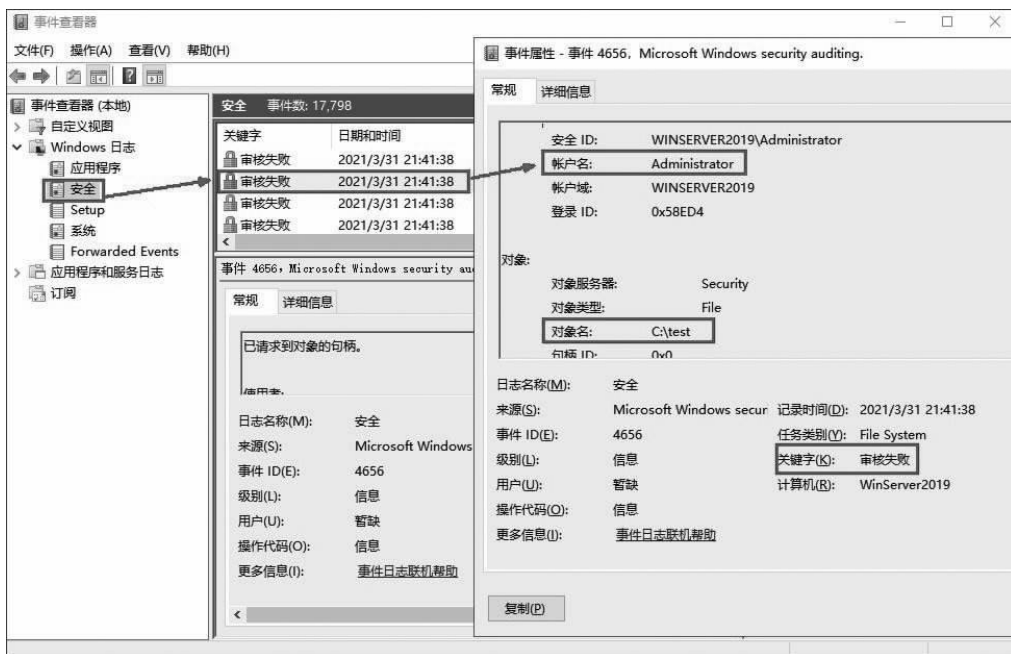 事件查看器
文件(F) 操作(A) 查看(V) 帮助(H)
事件查看器 (本地)
自定义视图
Windows 日志
应用程序
安全
Setup
系统
Forwarded Events
应用程序和服务日志
订阅
安全 事件数: 17,798
关键字 日期和时间
审核失败 2021/3/31 21:41:38
审核失败 2021/3/31 21:41:38
审核失败 2021/3/31 21:41:38
审核失败 2021/3/31 21:41:38
事件 4656, Microsoft Windows security au
常规 详细信息
已请求到对象的句柄。
使用者:
日志名称(M): 安全
来源(S): Microsoft Windows
事件 ID(E): 4656
级别(L): 信息
用户(U): 暂缺
操作代码(O): 信息
更多信息(I): 事件日志联机帮助
事件属性 - 事件 4656, Microsoft Windows security auditing.
常规 详细信息
安全 ID: WINSERVER2019\Administrator
帐户名: Administrator
帐户域: WINSERVER2019
登录 ID: 0x58ED4
对象:
对象服务器: Security
对象类型: File
对象名: C:\test
句柄 ID: 0x0
日志名称(M): 安全
来源(S): Microsoft Windows secur 记录时间(D): 2021/3/31 21:41:38
事件 ID(E): 4656 任务类别(Y): File System
级别(L): 信息 关键字(K): 审核失败
用户(U): 暂缺 计算机(R): WinServer2019
操作代码(O): 信息
更多信息(I): 事件日志联机帮助
复制(P)